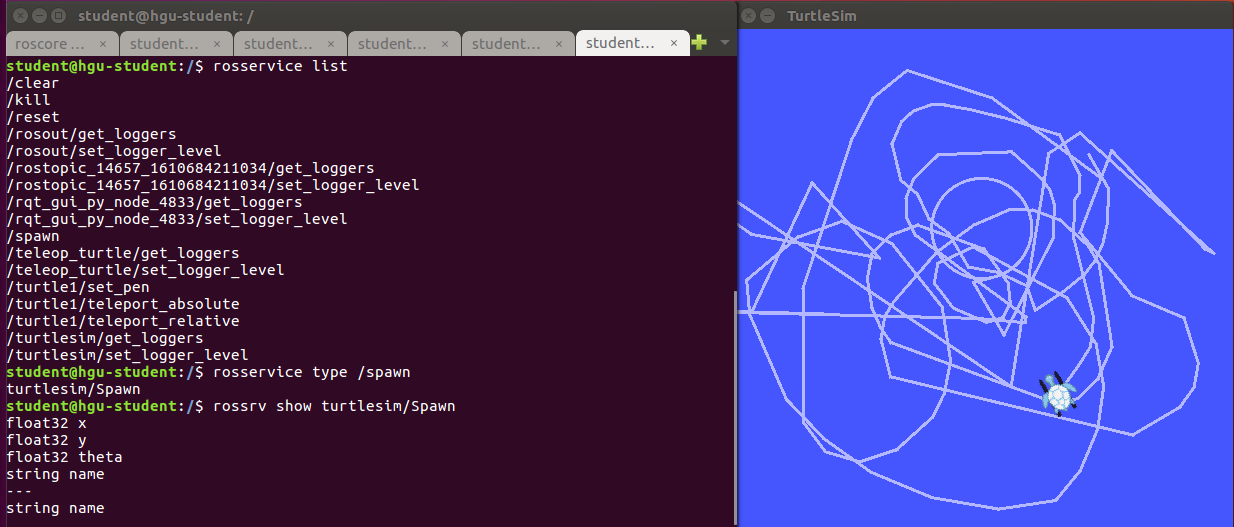 student@hgu-student: /
TurtleSim
roscore ...
student...
student...
student...
student...
student...
student@hgu-student:/$ rosservice list
/clear
/kill
/reset
/rosout/get_loggers
/rosout/set_logger_level
/rostopic_14657_1610684211034/get_loggers
/rostopic_14657_1610684211034/set_logger_level
/rqt_gui_py_node_4833/get_loggers
/rqt_gui_py_node_4833/set_logger_level
/spawn
/teleop_turtle/get_loggers
/teleop_turtle/set_logger_level
/turtle1/set_pen
/turtle1/teleport_absolute
/turtle1/teleport_relative
/turtlesim/get_loggers
/turtlesim/set_logger_level
student@hgu-student:/$ rosservice type /spawn
turtlesim/Spawn
student@hgu-student:/$ rossrv show turtlesim/Spawn
float32 x
float32 y
float32 theta
string name
---
string name